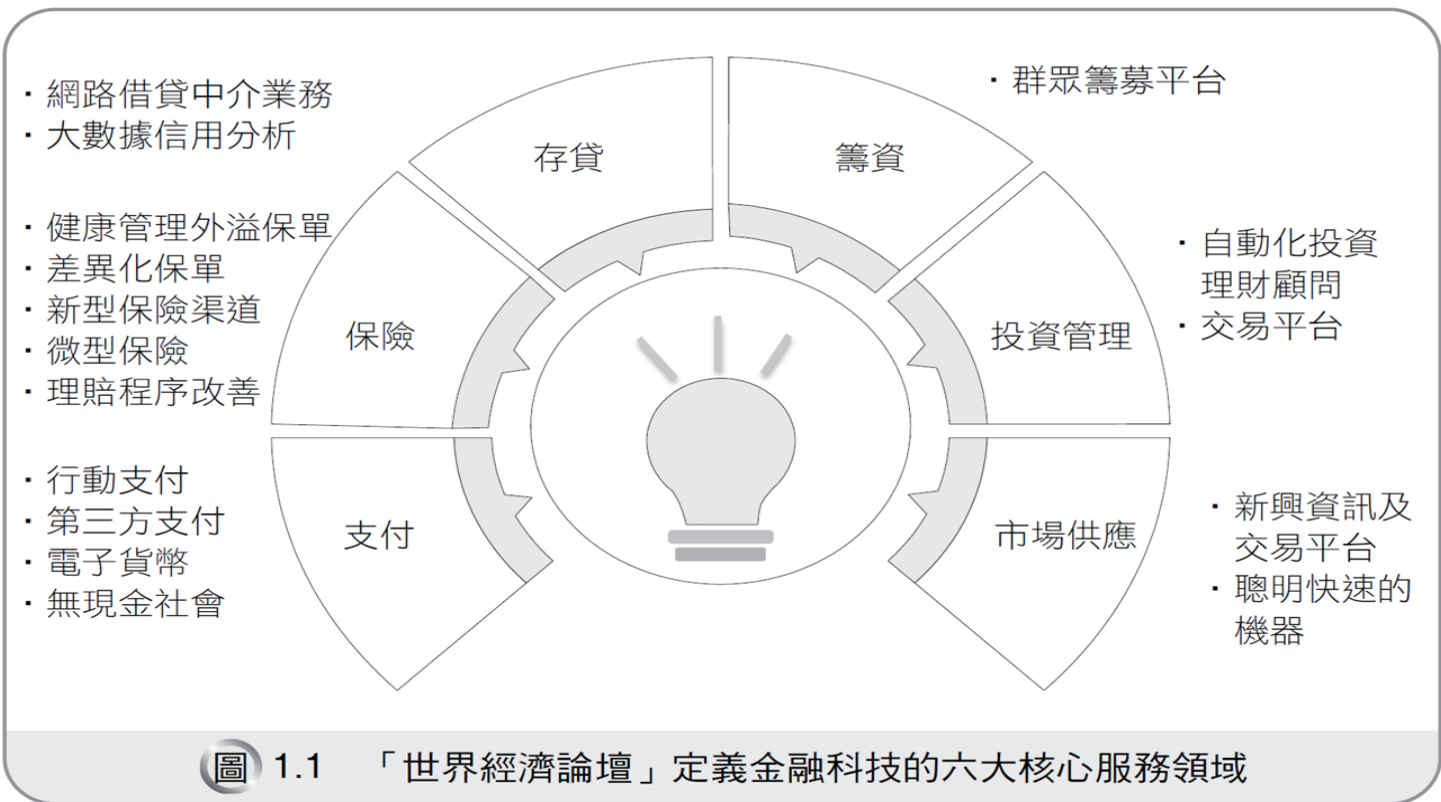 ・網路借貸中介業務
・大數據信用分析
存貸
籌資
・群眾籌募平台
・健康管理外溢保單
・差異化保單
・新型保險渠道
・微型保險
・理賠程序改善
保險
投資管理
・自動化投資
理財顧問
・交易平台
・行動支付
・第三方支付
・電子貨幣
・無現金社會
支付
市場供應
・新興資訊及
交易平台
・聰明快速的
機器
圖 1.1 「世界經濟論壇」定義金融科技的六大核心服務領域